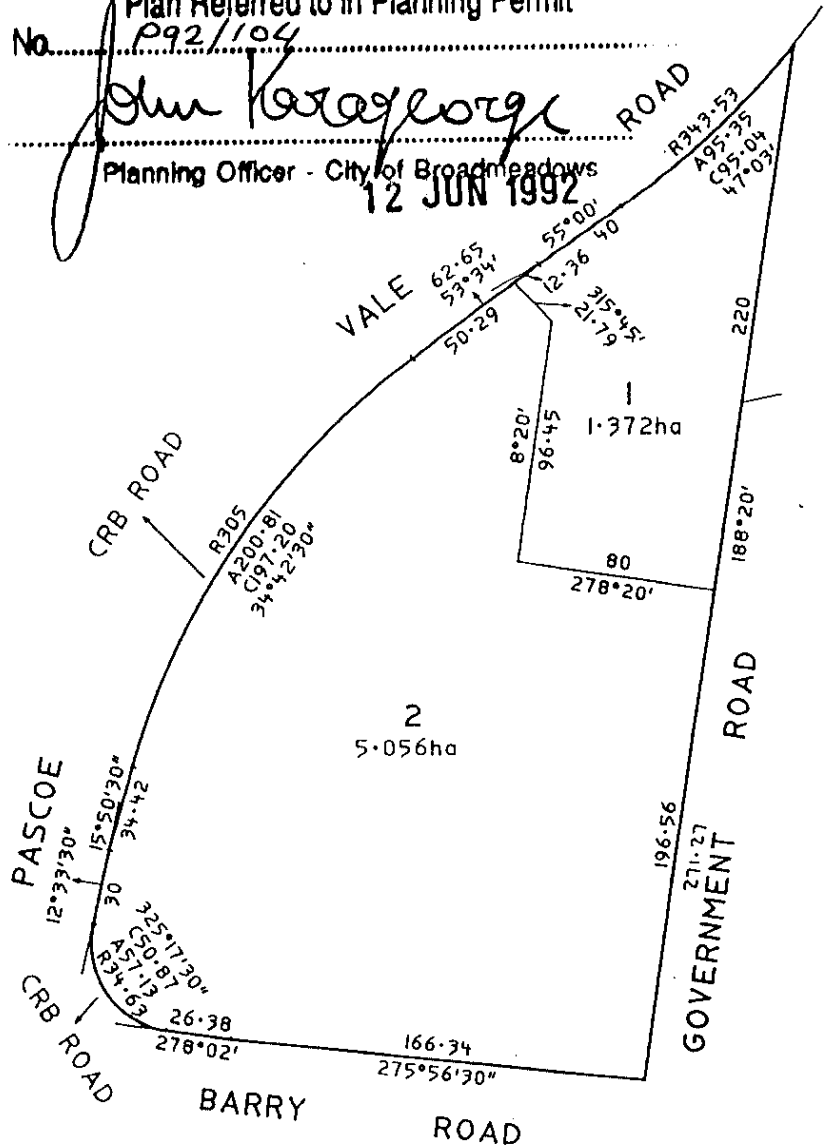 Plan Referred to in Planning Permit
No. P92/104
John Karageorge
Planning Officer - City of Broadmeadows
12 JUN 1992
ROAD
R343·53
A95·35
C95·04
47°03'
55°00'
40
12·36
VALE
62·65
53°34'
50·29
315°45'
21·79
220
1
1·372ha
8°20'
96·45
CRB ROAD
R305
A200·81
C197·20
34°42'30"
80
278°20'
188°20'
2
5·056ha
ROAD
PASCOE
15°50'30"
34·42
12°33'30"
30
196·56
271·27
GOVERNMENT
325°17'30"
C50·87
A57·13
R34·63
CRB ROAD
26·38
278°02'
166·34
275°56'30"
BARRY
ROAD